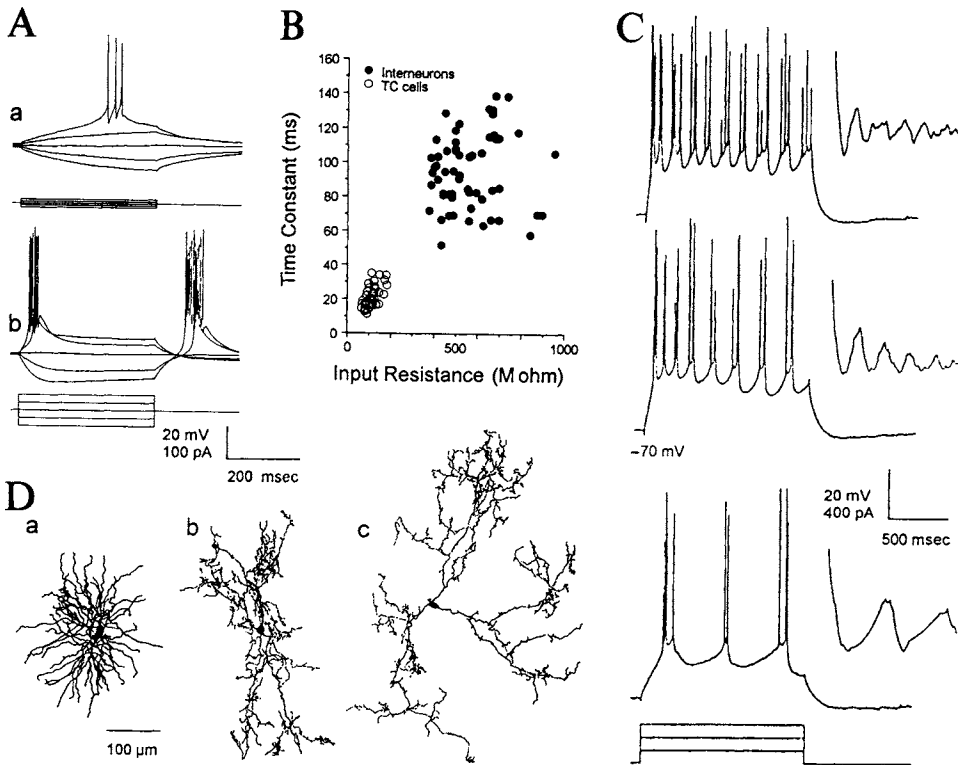 A
a
b
20 mV
100 pA
200 msec
B
160
140
120
100
80
60
40
20
0
Time Constant (ms)
Interneurons
TC cells
0
500
1000
Input Resistance (M ohm)
C
-70 mV
20 mV
400 pA
500 msec
D
a
b
c
100 µm